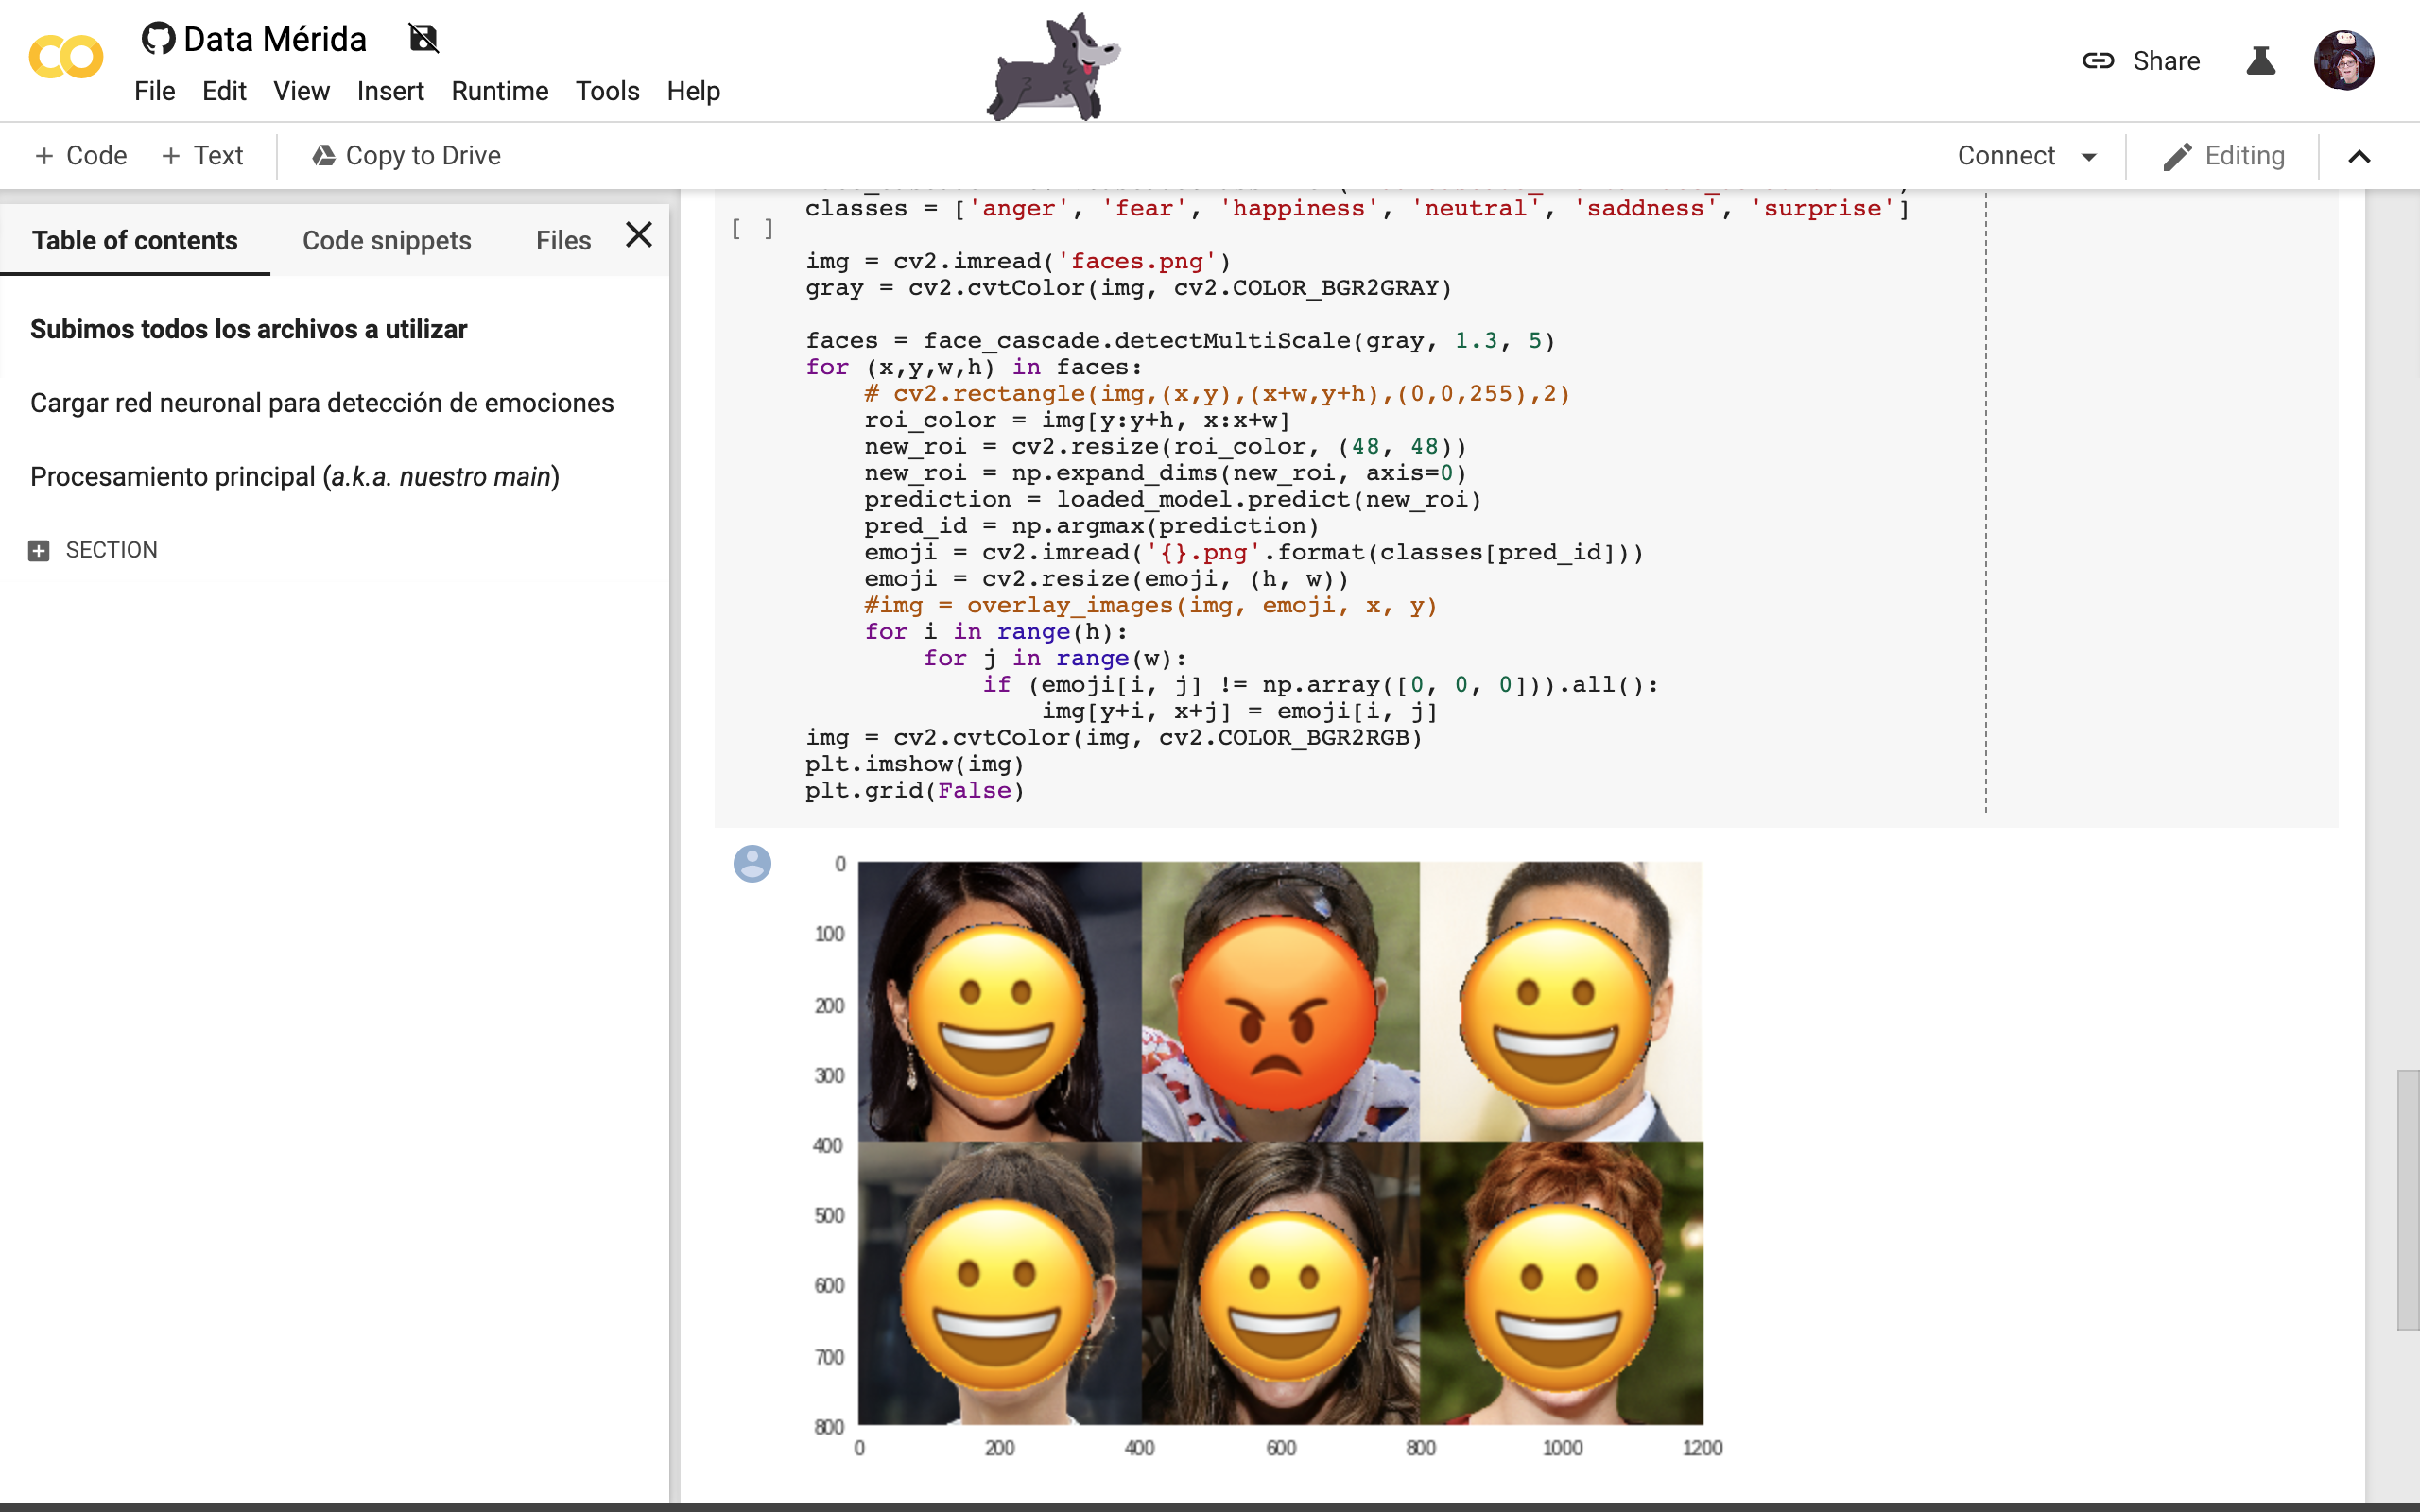 Data Mérida
File Edit View Insert Runtime Tools Help
Share
+ Code + Text Copy to Drive
Connect Editing
Table of contents Code snippets Files
Subimos todos los archivos a utilizar
Cargar red neuronal para detección de emociones
Procesamiento principal (a.k.a. nuestro main)
SECTION
[ ]
classes = ['anger', 'fear', 'happiness', 'neutral', 'saddness', 'surprise']
img = cv2.imread('faces.png')
gray = cv2.cvtColor(img, cv2.COLOR_BGR2GRAY)
faces = face_cascade.detectMultiScale(gray, 1.3, 5)
for (x,y,w,h) in faces:
# cv2.rectangle(img,(x,y),(x+w,y+h),(0,0,255),2)
roi_color = img[y:y+h, x:x+w]
new_roi = cv2.resize(roi_color, (48, 48))
new_roi = np.expand_dims(new_roi, axis=0)
prediction = loaded_model.predict(new_roi)
pred_id = np.argmax(prediction)
emoji = cv2.imread('{}.png'.format(classes[pred_id]))
emoji = cv2.resize(emoji, (h, w))
#img = overlay_images(img, emoji, x, y)
for i in range(h):
for j in range(w):
if (emoji[i, j] != np.array([0, 0, 0])).all():
img[y+i, x+j] = emoji[i, j]
img = cv2.cvtColor(img, cv2.COLOR_BGR2RGB)
plt.imshow(img)
plt.grid(False)
0
100
200
300
400
500
600
700
800
0 200 400 600 800 1000 1200